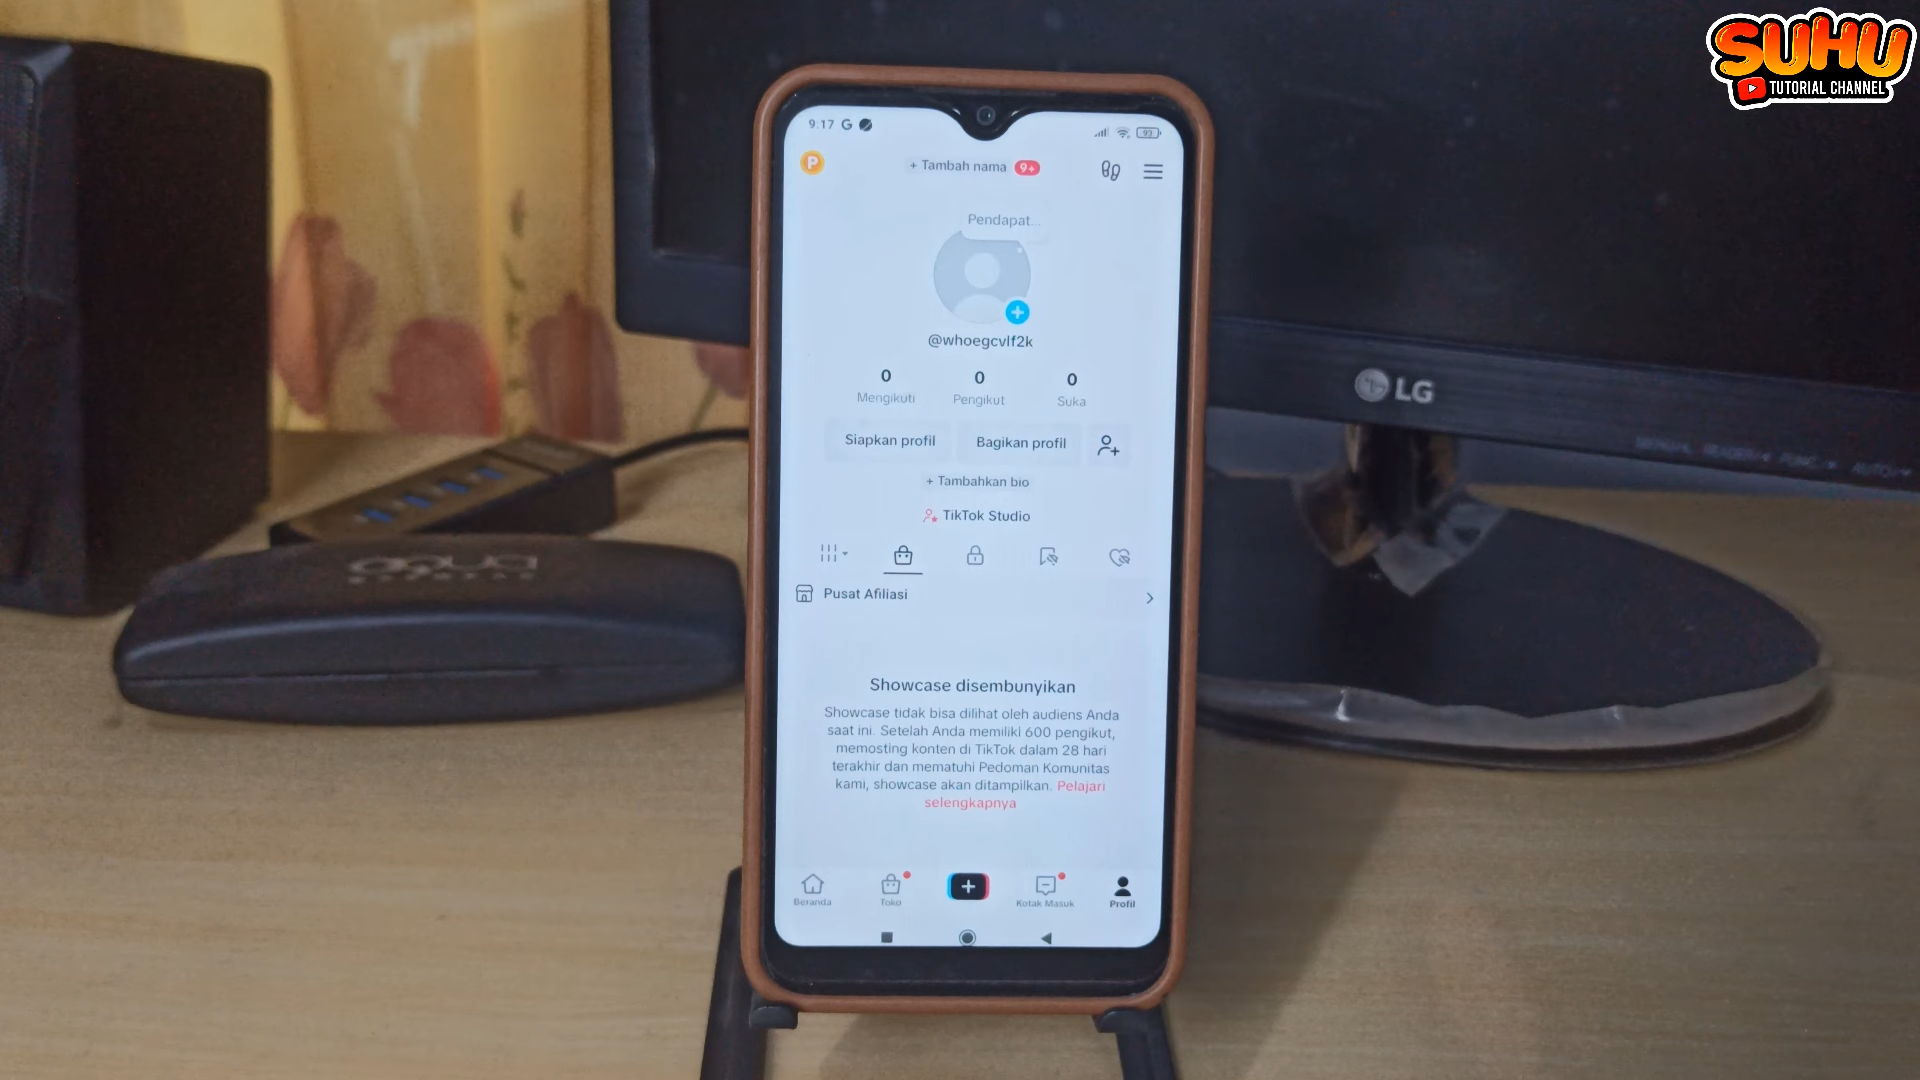 SUHU
TUTORIAL CHANNEL
9:17
93
P
+ Tambah nama 9+
Pendapat...
@whoegcvlf2k
0 0 0
Mengikuti Pengikut Suka
Siapkan profil Bagikan profil
+ Tambahkan bio
TikTok Studio
Pusat Afiliasi
Showcase disembunyikan
Showcase tidak bisa dilihat oleh audiens Anda
saat ini. Setelah Anda memiliki 600 pengikut,
memosting konten di TikTok dalam 28 hari
terakhir dan mematuhi Pedoman Komunitas
kami, showcase akan ditampilkan. Pelajari
selengkapnya
Beranda Toko Kotak Masuk Profil
LG